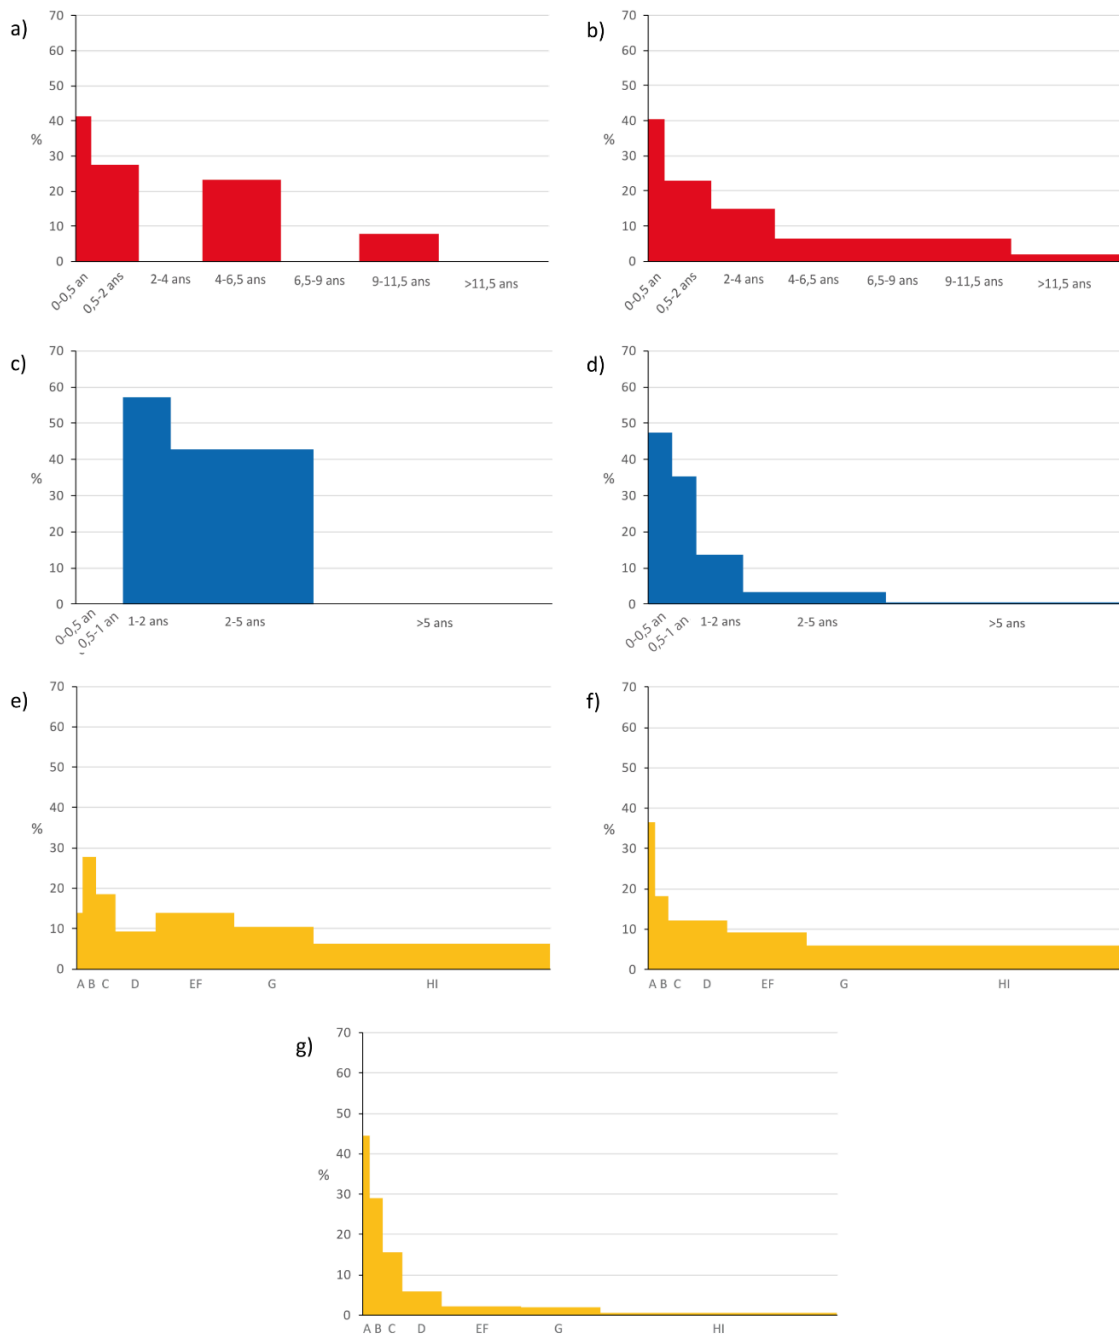 a)
70
60
50
40
%
30
20
10
0
0-0,5 an
0,5-2 ans
2-4 ans
4-6,5 ans
6,5-9 ans
9-11,5 ans
>11,5 ans
b)
70
60
50
40
%
30
20
10
0
0-0,5 an
0,5-2 ans
2-4 ans
4-6,5 ans
6,5-9 ans
9-11,5 ans
>11,5 ans
c)
70
60
50
40
%
30
20
10
0
0-0,5 an
0,5-1 an
1-2 ans
2-5 ans
>5 ans
d)
70
60
50
40
%
30
20
10
0
0-0,5 an
0,5-1 an
1-2 ans
2-5 ans
>5 ans
e)
70
60
50
40
%
30
20
10
0
A B C D EF G HI
f)
70
60
50
40
%
30
20
10
0
A B C D EF G HI
g)
70
60
50
40
%
30
20
10
0
A B C D EF G HI